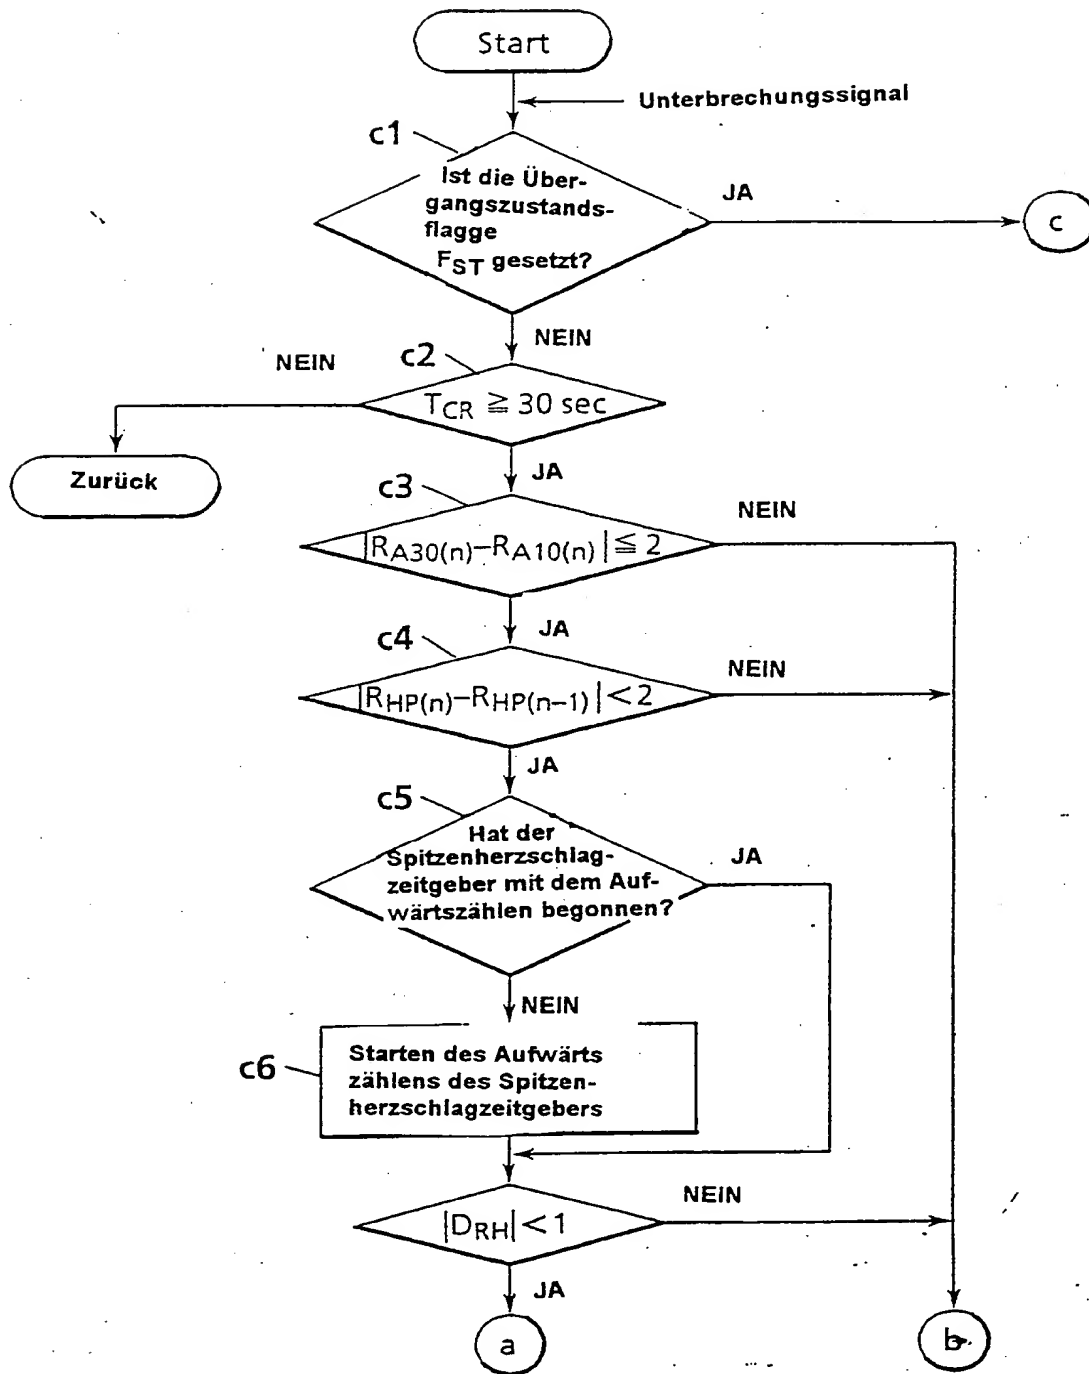 Start
Unterbrechungssignal
c1
Ist die Über-
gangszustands-
flagge
FST gesetzt?
JA
c
NEIN
c2
NEIN
TCR ≧ 30 sec
Zurück
JA
c3
NEIN
|RA30(n)–RA10(n)| ≦ 2
JA
c4
NEIN
|RHP(n)–RHP(n–1)| < 2
JA
c5
Hat der
Spitzenherzschlag-
zeitgeber mit dem Auf-
wärtszählen begonnen?
JA
NEIN
c6
Starten des Aufwärts
zählens des Spitzen-
herzschlagzeitgebers
NEIN
|DRH| < 1
JA
a
b